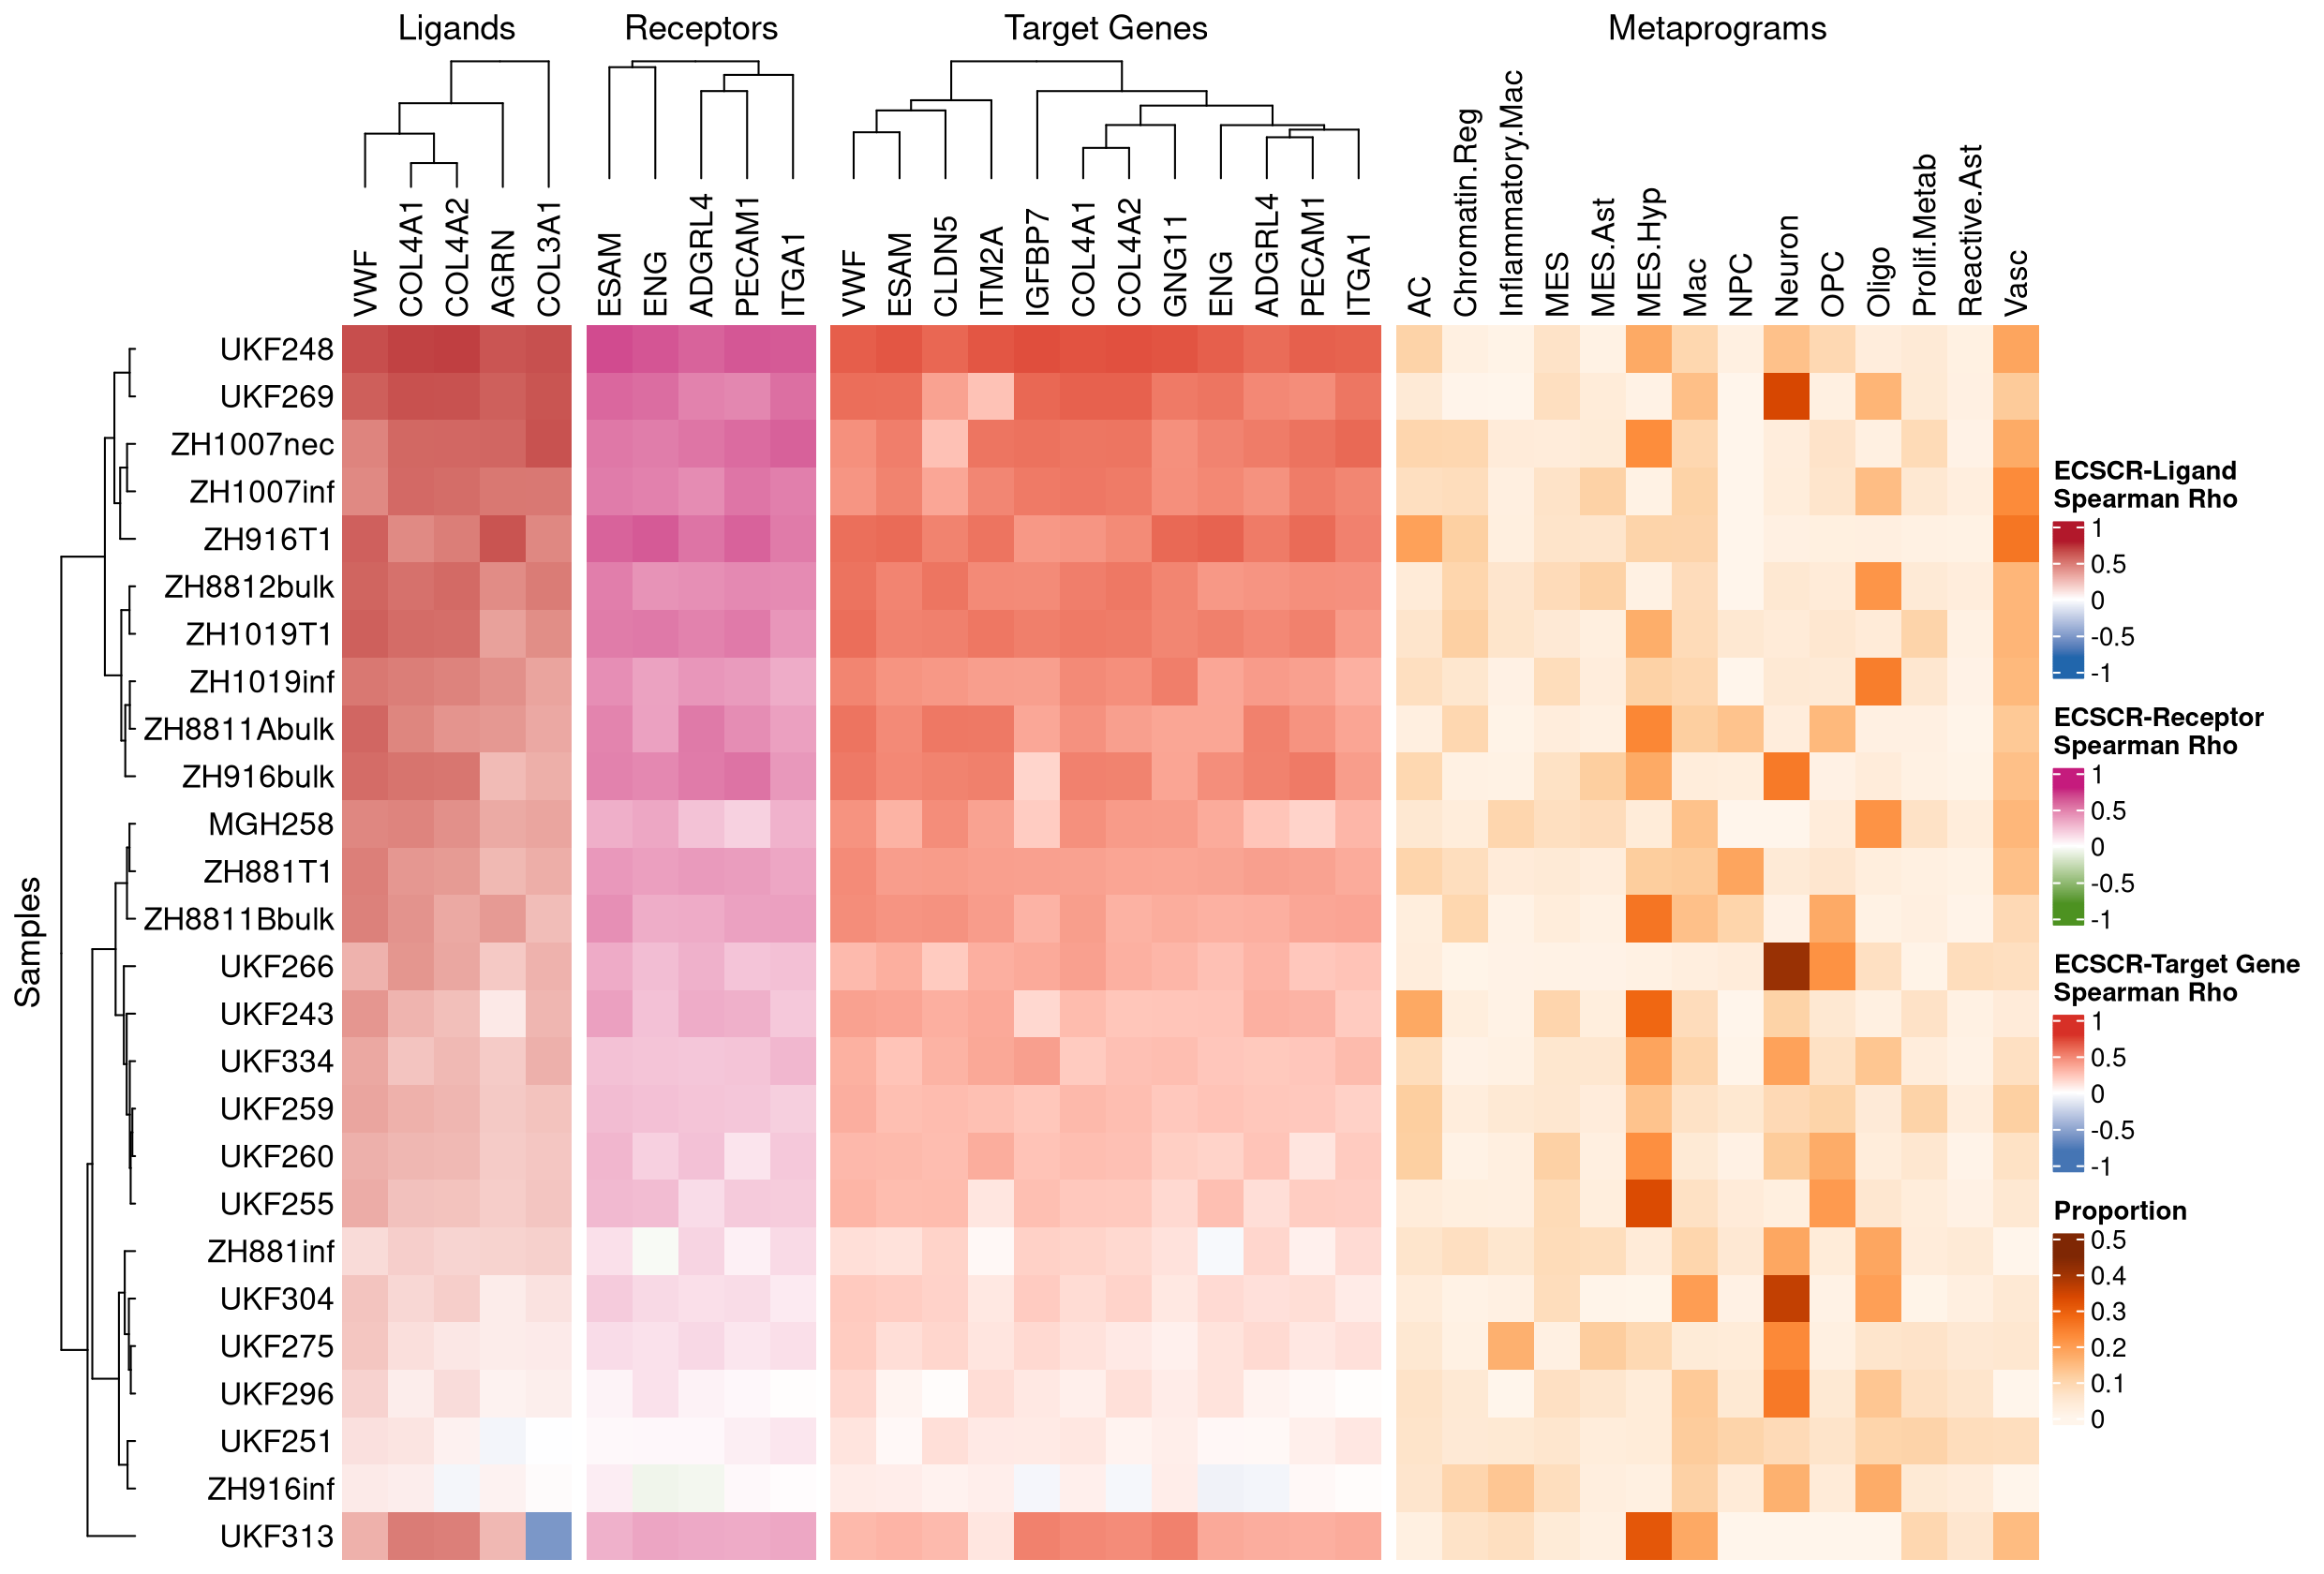 Ligands
Receptors
Target Genes
Metaprograms
VWF
COL4A1
COL4A2
AGRN
COL3A1
ESAM
ENG
ADGRL4
PECAM1
ITGA1
VWF
ESAM
CLDN5
ITM2A
IGFBP7
COL4A1
COL4A2
GNG11
ENG
ADGRL4
PECAM1
ITGA1
AC
Chromatin.Reg
Inflammatory.Mac
MES
MES.Ast
MES.Hyp
Mac
NPC
Neuron
OPC
Oligo
Prolif.Metab
Reactive.Ast
Vasc
Samples
UKF248
UKF269
ZH1007nec
ZH1007inf
ZH916T1
ZH8812bulk
ZH1019T1
ZH1019inf
ZH8811Abulk
ZH916bulk
MGH258
ZH881T1
ZH8811Bbulk
UKF266
UKF243
UKF334
UKF259
UKF260
UKF255
ZH881inf
UKF304
UKF275
UKF296
UKF251
ZH916inf
UKF313
ECSCR-Ligand
Spearman Rho
1
0.5
0
-0.5
-1
ECSCR-Receptor
Spearman Rho
1
0.5
0
-0.5
-1
ECSCR-Target Gene
Spearman Rho
1
0.5
0
-0.5
-1
Proportion
0.5
0.4
0.3
0.2
0.1
0